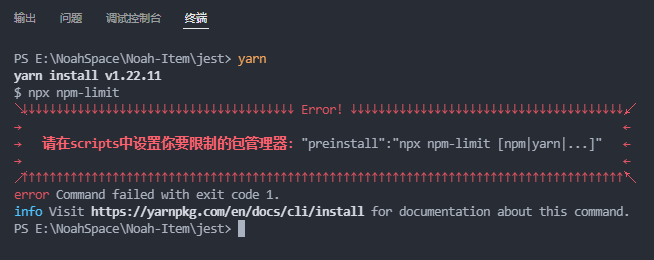 输出 问题 调试控制台 终端
PS E:\NoahSpace\Noah-Item\jest> yarn
yarn install v1.22.11
$ npx npm-limit
↘↓↓↓↓↓↓↓↓↓↓↓↓↓↓↓↓↓↓↓↓↓↓↓↓↓↓↓↓↓↓↓↓↓↓↓↓ Error! ↓↓↓↓↓↓↓↓↓↓↓↓↓↓↓↓↓↓↓↓↓↓↓↓↓↓↓↓↓↓↓↓↓↓↓↓↙
→ ←
→ 请在scripts中设置你要限制的包管理器: "preinstall":"npx npm-limit [npm|yarn|...]" ←
→ ←
↗↑↑↑↑↑↑↑↑↑↑↑↑↑↑↑↑↑↑↑↑↑↑↑↑↑↑↑↑↑↑↑↑↑↑↑↑↑↑↑↑↑↑↑↑↑↑↑↑↑↑↑↑↑↑↑↑↑↑↑↑↑↑↑↑↑↑↑↑↑↑↑↑↑↑↑↑↑↑↑↑↖
error Command failed with exit code 1.
info Visit https://yarnpkg.com/en/docs/cli/install for documentation about this command.
PS E:\NoahSpace\Noah-Item\jest>